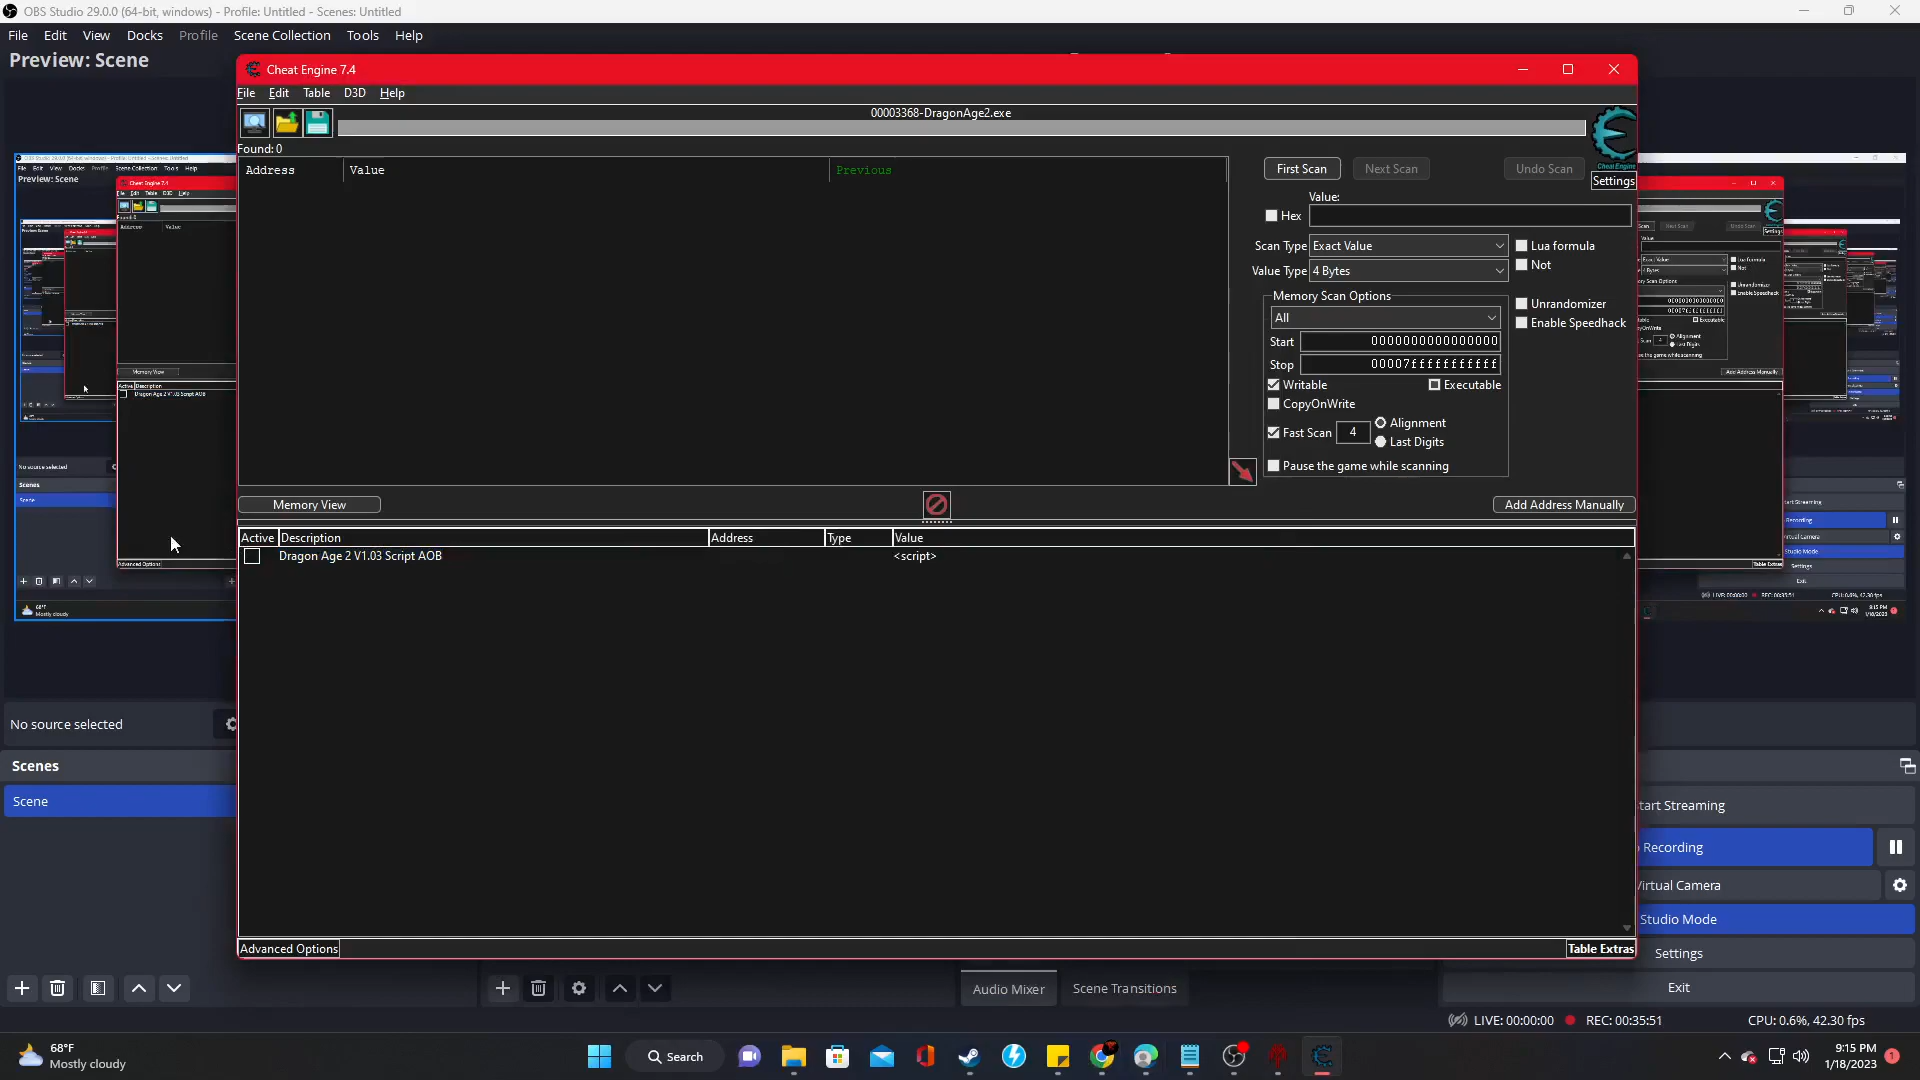 OBS Studio 29.0.0 (64-bit, windows) - Profile: Untitled - Scenes: Untitled
File Edit View Docks Profile Scene Collection Tools Help
Preview: Scene
Cheat Engine 7.4
File Edit Table D3D Help
00003368-DragonAge2.exe
Found: 0
Address Value Previous
First Scan Next Scan Undo Scan
Cheat Engine
Settings
Value:
Hex
Scan Type Exact Value Lua formula
Value Type 4 Bytes Not
Memory Scan Options
All
Unrandomizer
Enable Speedhack
Start 0000000000000000
Stop 00007fffffffffff
Writable Executable
CopyOnWrite
Fast Scan 4 Alignment
Last Digits
Pause the game while scanning
Memory View Add Address Manually
Active Description Address Type Value
Dragon Age 2 V1.03 Script AOB <script>
Advanced Options Table Extras
No source selected
Scenes
Scene
tart Streaming
Recording
irtual Camera
Studio Mode
Settings
Exit
Audio Mixer Scene Transitions
LIVE: 00:00:00 REC: 00:35:51 CPU: 0.6%, 42.30 fps
68°F
Mostly cloudy
Search
9:15 PM
1/18/2023
1